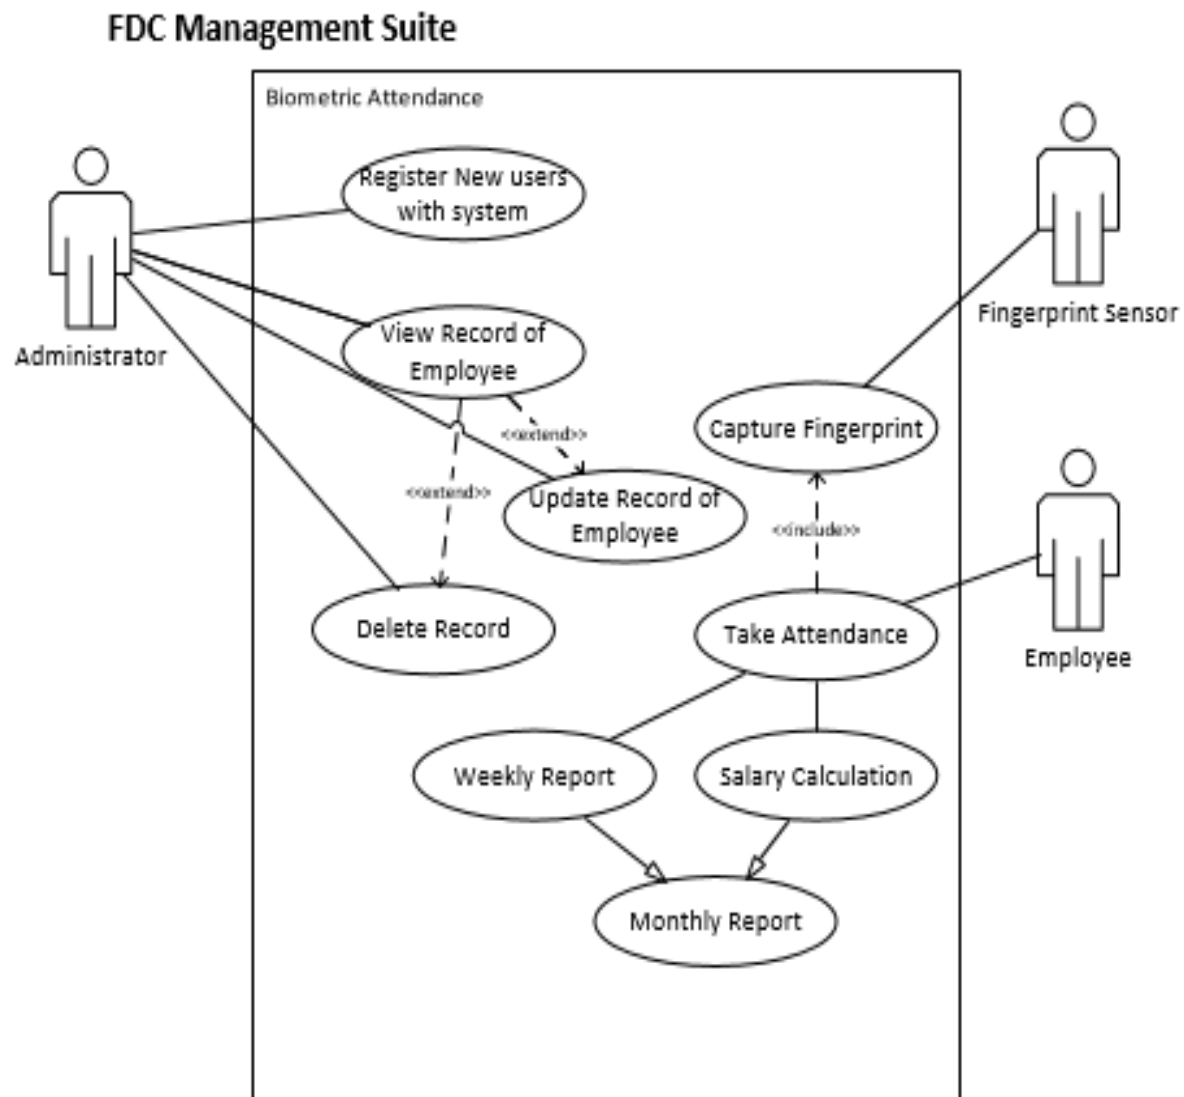 FDC Management Suite
Biometric Attendance
Register New users
with system
Administrator
View Record of
Employee
Fingerprint Sensor
Capture Fingerprint
<<extend>>
<<extend>>
Update Record of
Employee
<<include>>
Delete Record
Take Attendance
Employee
Weekly Report
Salary Calculation
Monthly Report